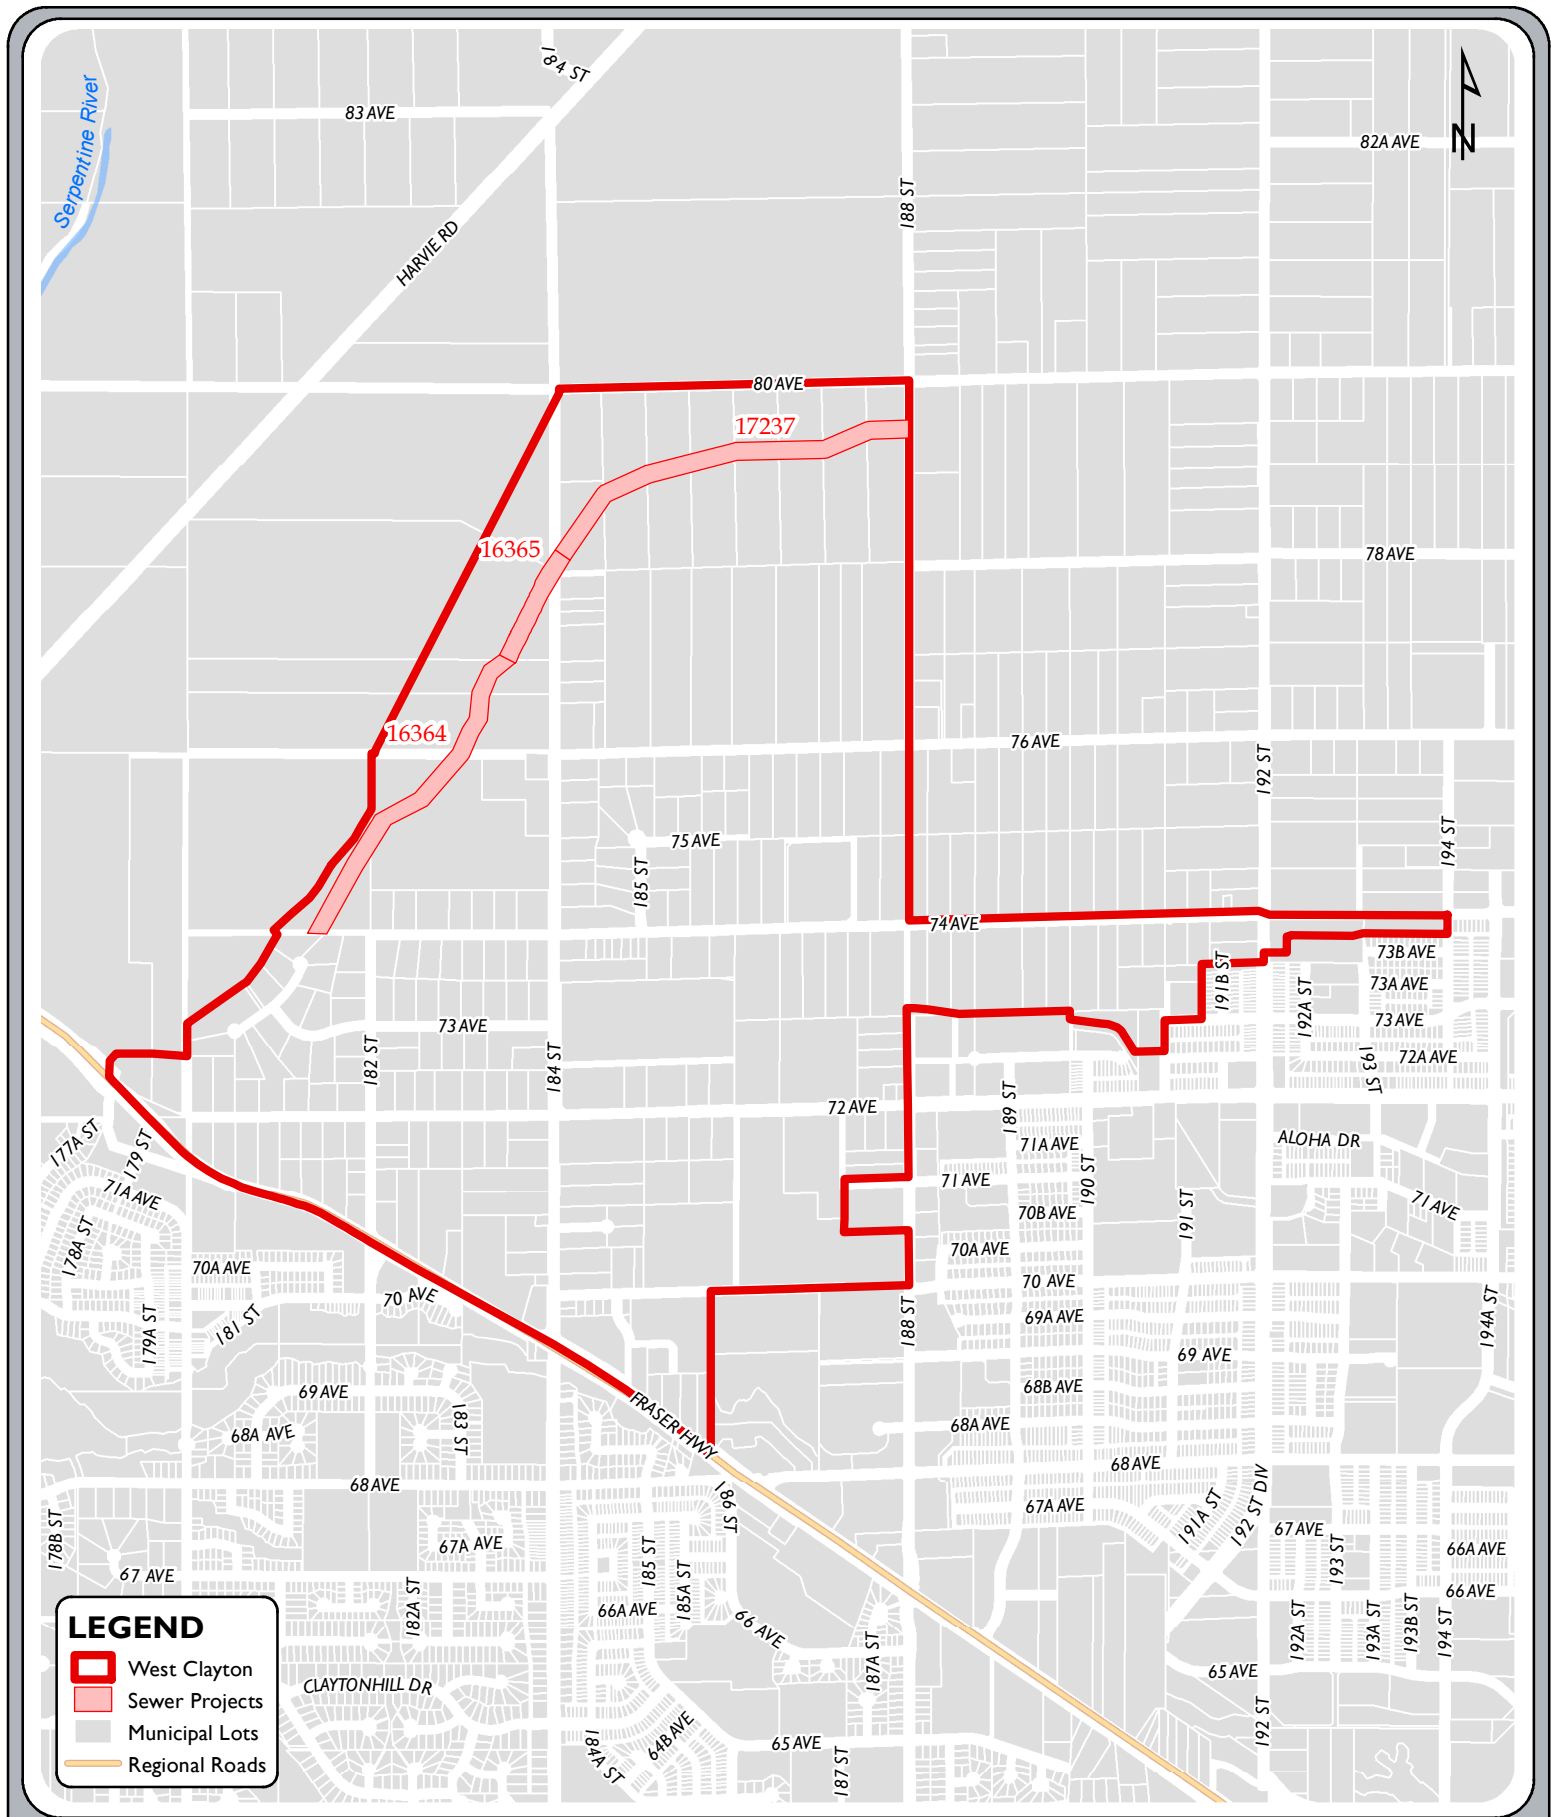 184 ST
83 AVE
Serpentine River
82A AVE
N
188 ST
HARVIE RD
80 AVE
17237
16365
78 AVE
16364
76 AVE
192 ST
75 AVE
194 ST
185 ST
74 AVE
73B AVE
191B ST
73A AVE
192A ST
73 AVE
73 AVE
182 ST
184 ST
72A AVE
193 ST
189 ST
72 AVE
177A ST
179 ST
71A AVE
ALOHA DR
71A AVE
190 ST
71 AVE
191 ST
71 AVE
178A ST
70B AVE
70A AVE
70A AVE
70 AVE
70 AVE
179A ST
181 ST
188 ST
69A AVE
194A ST
69 AVE
69 AVE
68B AVE
FRASER HWY
183 ST
68A AVE
68A AVE
68 AVE
68 AVE
186 ST
67A AVE
191A ST
192 ST DIV
178B ST
67 AVE
67A AVE
185 ST
193 ST
66A AVE
67 AVE
185A ST
66 AVE
182A ST
66A AVE
66 AVE
192A ST
193A ST
193B ST
194 ST
187A ST
65 AVE
CLAYTONHILL DR
192 ST
64B AVE
184A ST
65 AVE
187 ST
LEGEND
West Clayton
Sewer Projects
Municipal Lots
Regional Roads